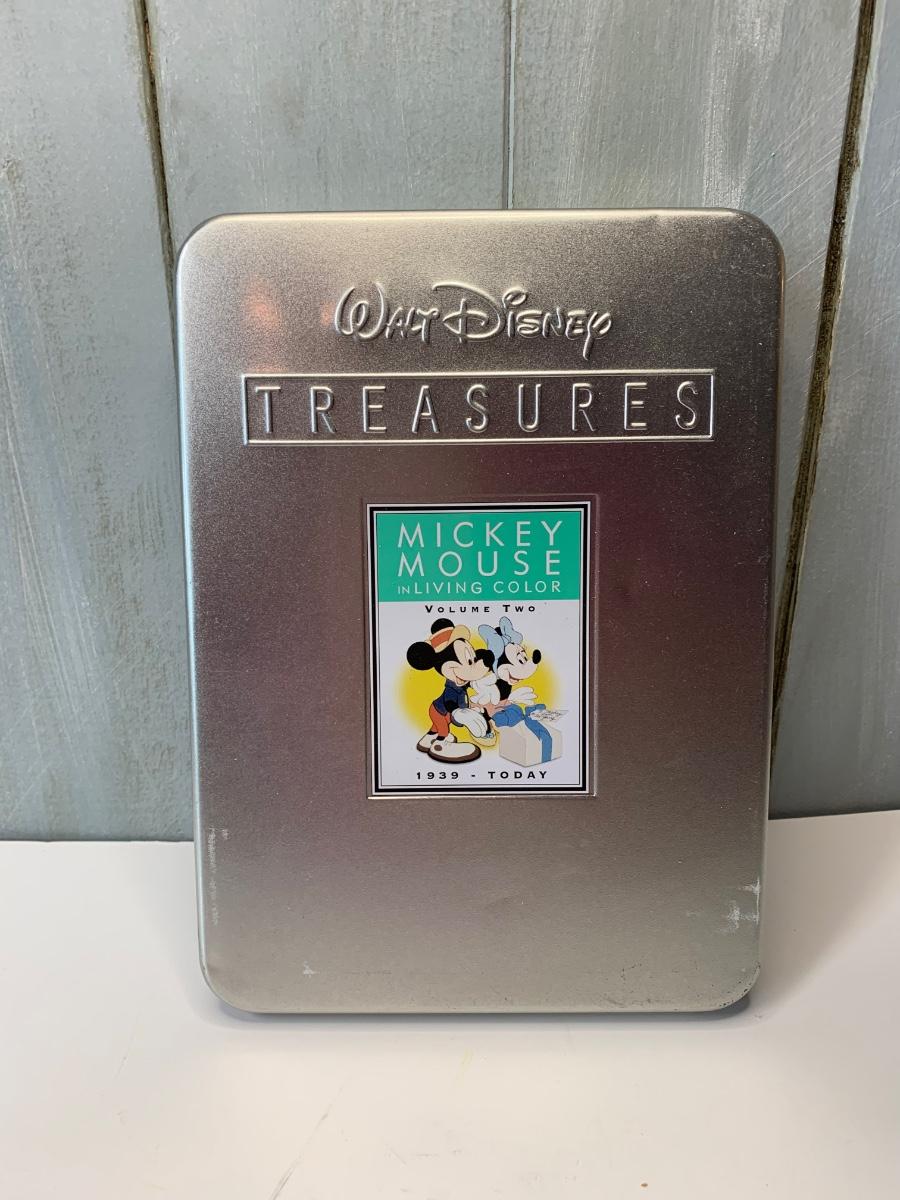 Walt Disney
TREASURES
MICKEY
MOUSE
IN LIVING COLOR
VOLUME TWO
1939 - TODAY